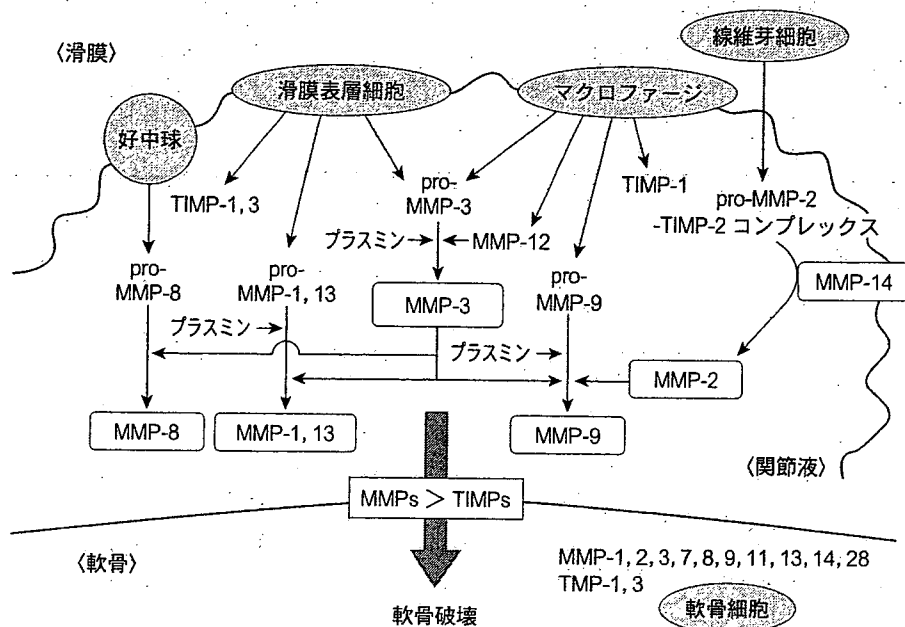 線維芽細胞
〈滑膜〉
滑膜表層細胞
マクロファージ
好中球
TIMP-1, 3
pro-
MMP-3
TIMP-1
pro-MMP-2
-TIMP-2 コンプレックス
プラスミン
MMP-12
pro-
MMP-8
pro-
MMP-1, 13
MMP-3
pro-
MMP-9
MMP-14
プラスミン
プラスミン
MMP-2
MMP-8
MMP-1, 13
MMP-9
〈関節液〉
MMPs > TIMPs
〈軟骨〉
MMP-1, 2, 3, 7, 8, 9, 11, 13, 14, 28
TMP-1, 3
軟骨細胞
軟骨破壊